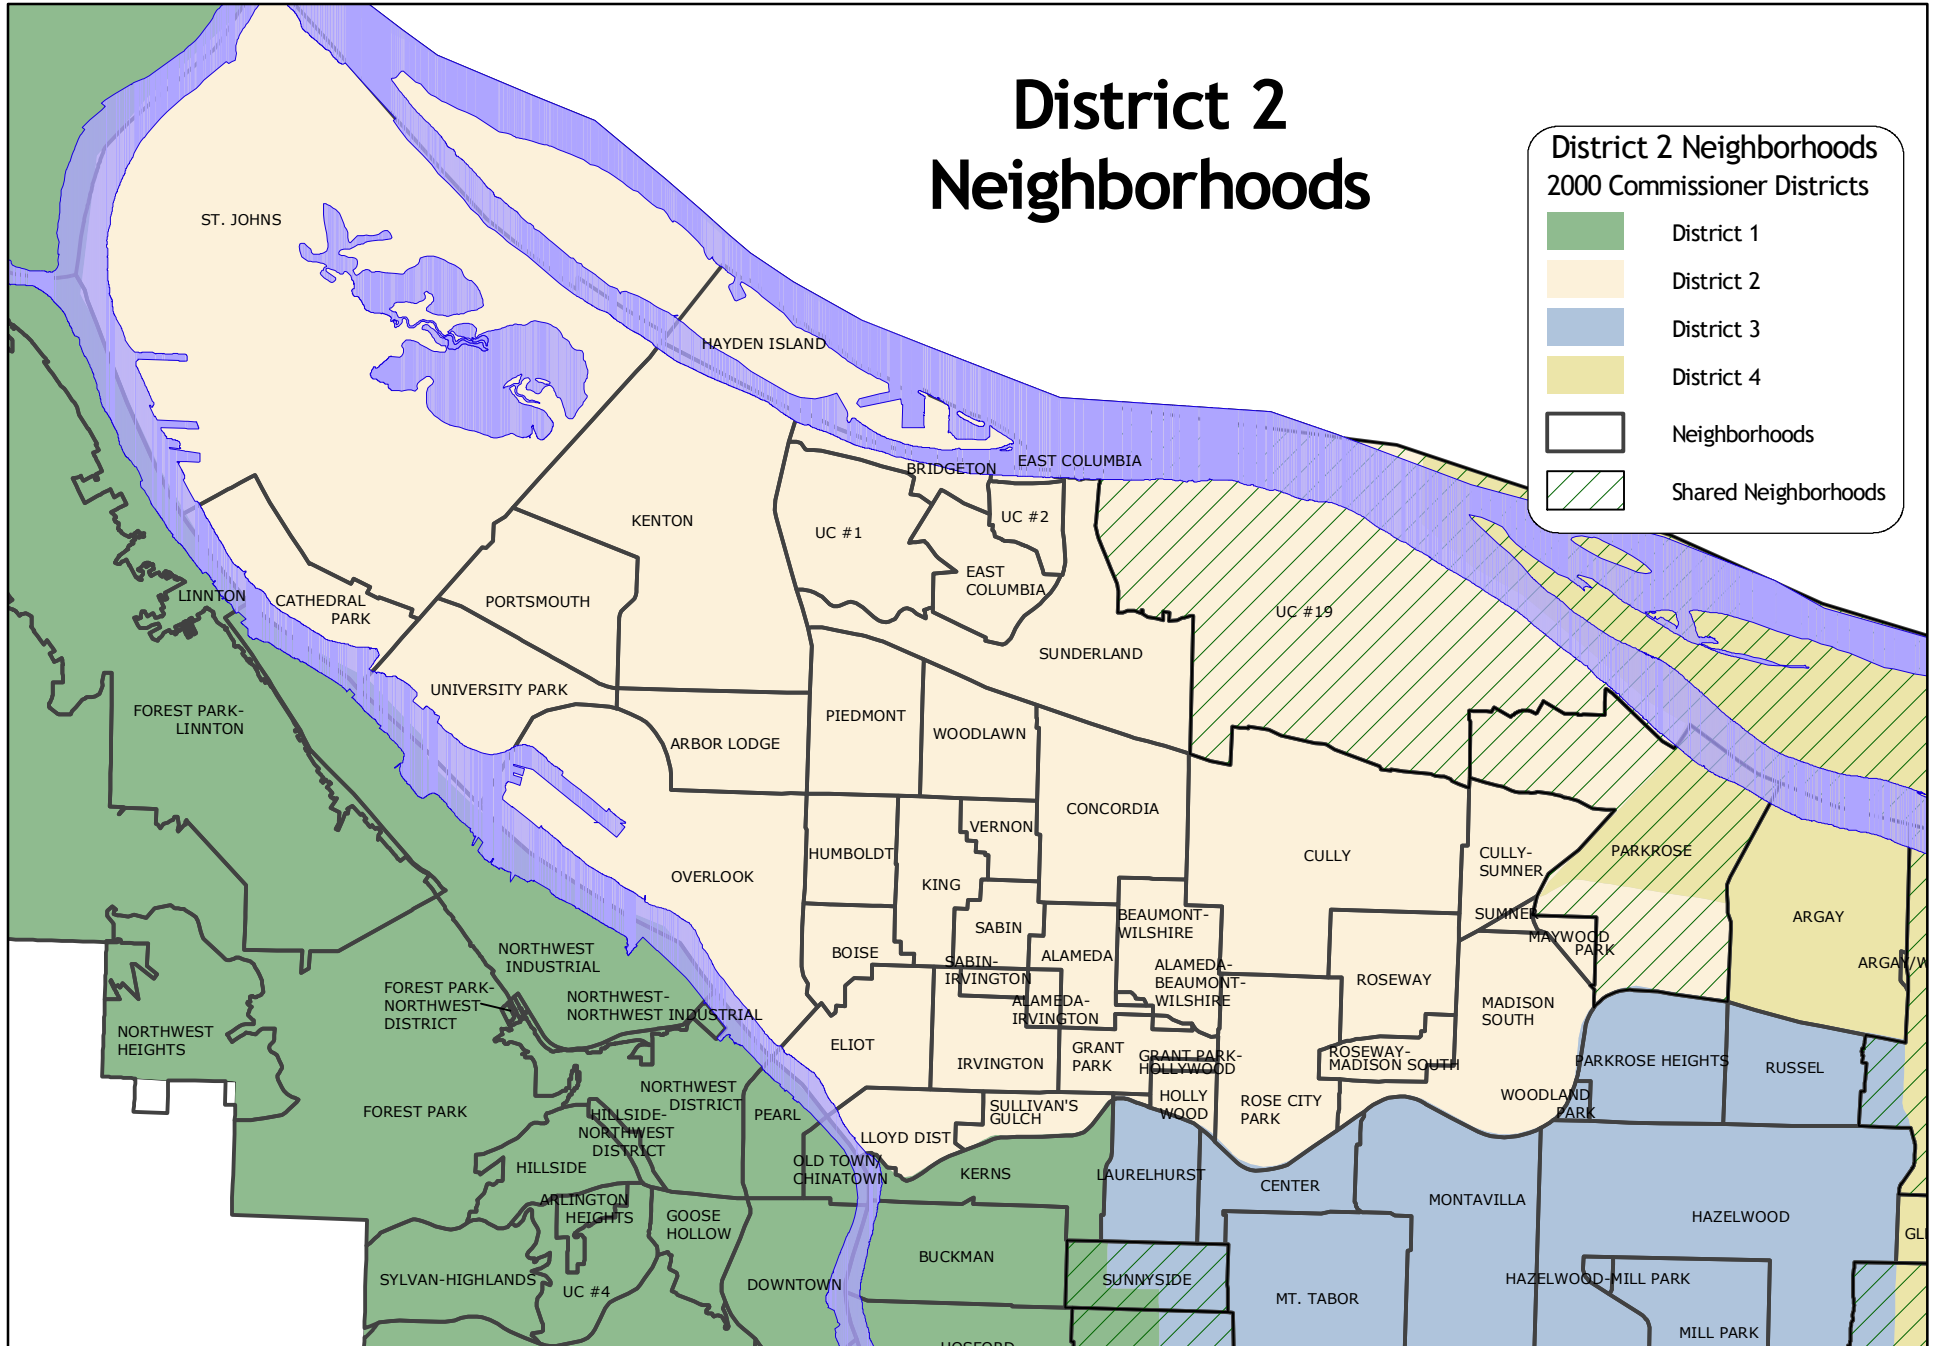 District 2
Neighborhoods
District 2 Neighborhoods
2000 Commissioner Districts
District 1
District 2
District 3
District 4
Neighborhoods
Shared Neighborhoods
ST. JOHNS
HAYDEN ISLAND
BRIDGETON
EAST COLUMBIA
KENTON
UC #1
UC #2
EAST
COLUMBIA
LINNTON
CATHEDRAL
PARK
PORTSMOUTH
UC #19
SUNDERLAND
UNIVERSITY PARK
FOREST PARK-
LINNTON
PIEDMONT
WOODLAWN
ARBOR LODGE
CONCORDIA
VERNON
HUMBOLDT
CULLY
CULLY-
SUMNER
PARKROSE
OVERLOOK
KING
SUMNER
ARGAY
BEAUMONT-
WILSHIRE
SABIN
MAYWOOD
PARK
NORTHWEST
INDUSTRIAL
BOISE
SABIN-
IRVINGTON
ALAMEDA
ALAMEDA-
BEAUMONT-
WILSHIRE
ROSEWAY
ARGAY/W
FOREST PARK-
NORTHWEST
DISTRICT
NORTHWEST-
NORTHWEST INDUSTRIAL
ALAMEDA-
IRVINGTON
MADISON
SOUTH
NORTHWEST
HEIGHTS
ELIOT
IRVINGTON
GRANT
PARK
GRANT PARK-
HOLLYWOOD
ROSEWAY-
MADISON SOUTH
PARKROSE HEIGHTS
RUSSEL
FOREST PARK
NORTHWEST
DISTRICT
PEARL
SULLIVAN'S
GULCH
HOLLY
WOOD
ROSE CITY
PARK
WOODLAND
PARK
HILLSIDE-
NORTHWEST
DISTRICT
LLOYD DIST
HILLSIDE
OLD TOWN/
CHINATOWN
KERNS
LAURELHURST
CENTER
MONTAVILLA
ARLINGTON
HEIGHTS
GOOSE
HOLLOW
HAZELWOOD
GLE
BUCKMAN
SYLVAN-HIGHLANDS
UC #4
DOWNTOWN
SUNNYSIDE
MT. TABOR
HAZELWOOD-MILL PARK
MILL PARK
HOSFORD